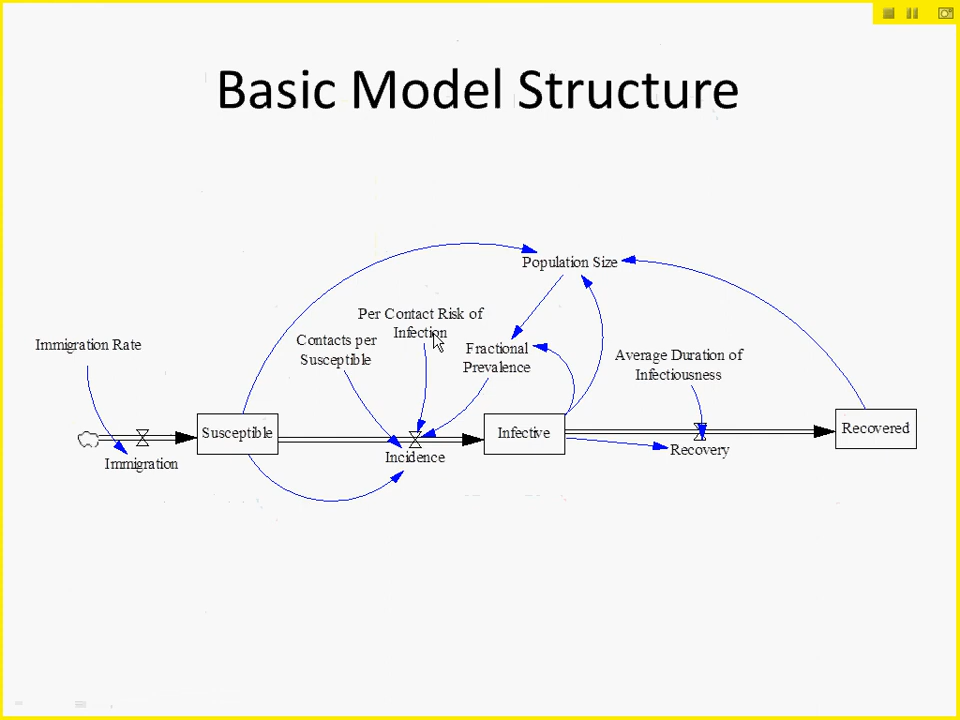 Basic Model Structure
Population Size
Per Contact Risk of
Infection
Contacts per
Susceptible
Immigration Rate
Fractional
Prevalence
Average Duration of
Infectiousness
Susceptible
Infective
Recovered
Immigration
Incidence
Recovery